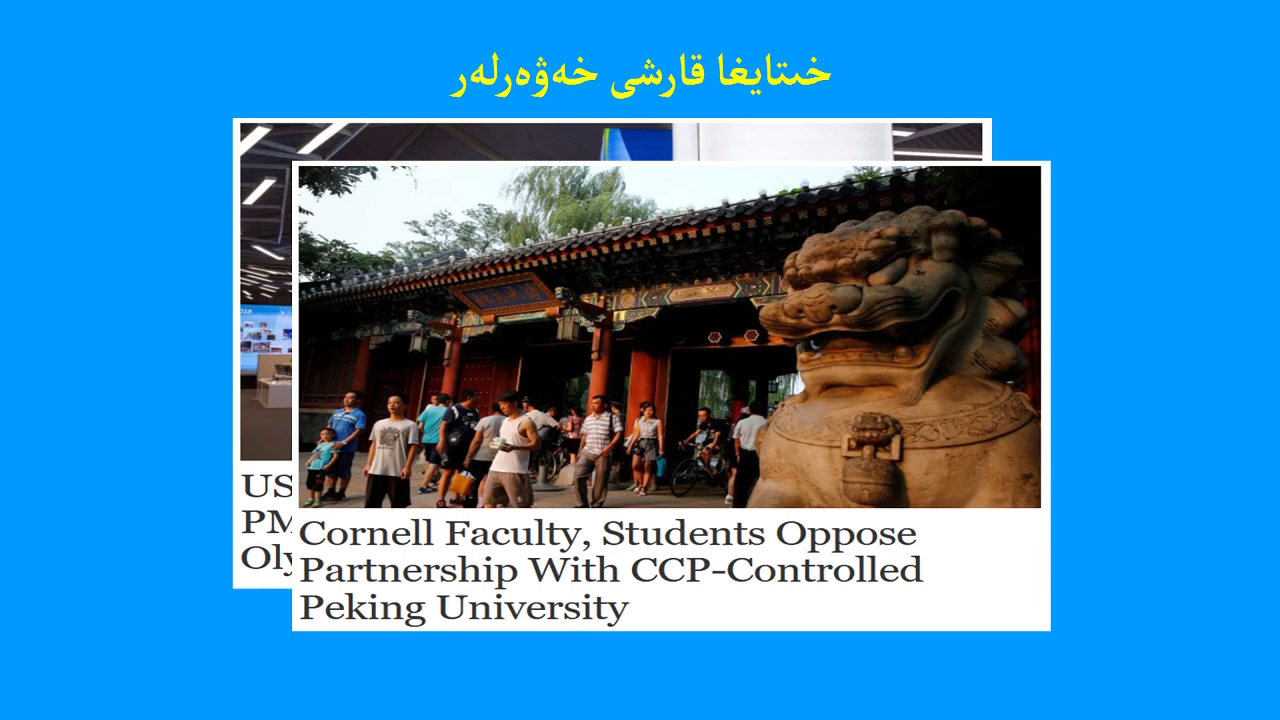 خىتايغا قارشى خەۋەرلەر
US
PM
Oly
Cornell Faculty, Students Oppose
Partnership With CCP-Controlled
Peking University